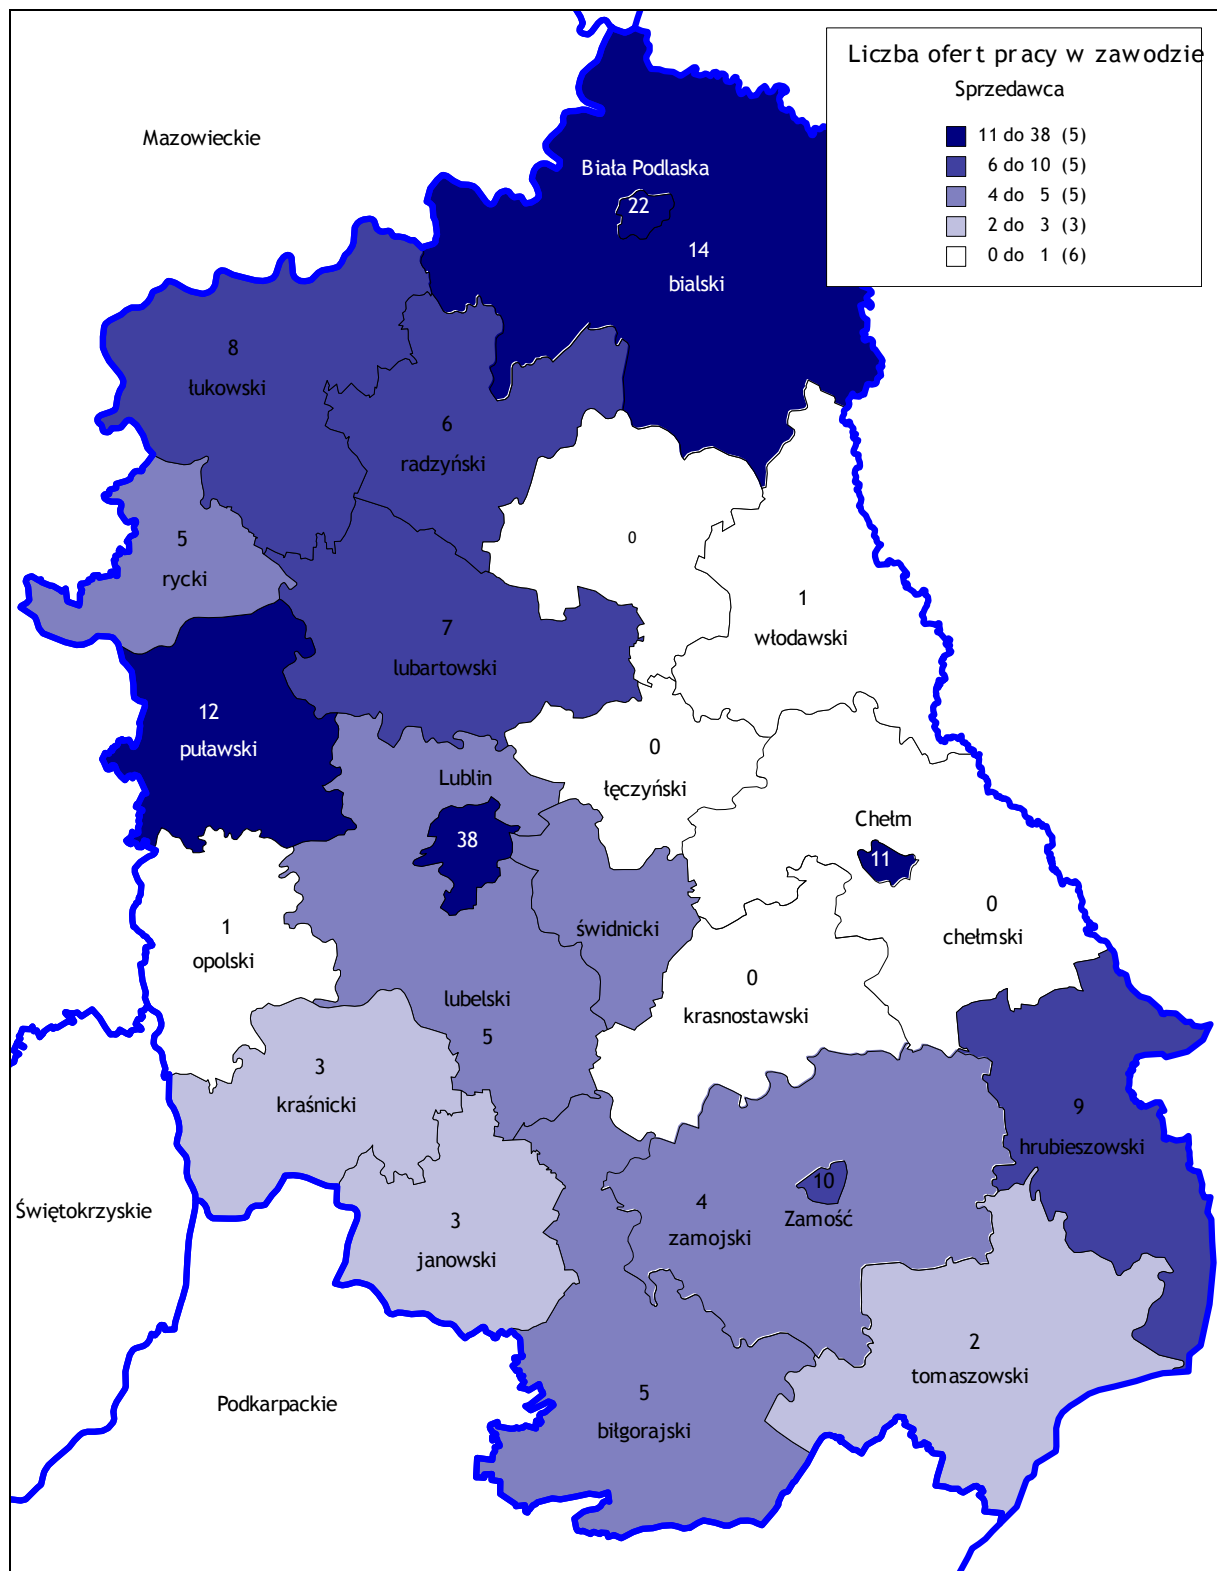 Liczba ofert pracy w zawodzie
Sprzedawca
11 do 38 (5)
6 do 10 (5)
4 do 5 (5)
2 do 3 (3)
0 do 1 (6)
Mazowieckie
Biała Podlaska
22
14
bialski
8
łukowski
6
radzyński
5
rycki
0
1
włodawski
7
lubartowski
12
puławski
0
łęczyński
Lublin
38
Chełm
11
0
chełmski
1
opolski
świdnicki
0
krasnostawski
lubelski
5
3
kraśnicki
9
hrubieszowski
10
Zamość
4
zamojski
Świętokrzyskie
3
janowski
2
tomaszowski
5
biłgorajski
Podkarpackie